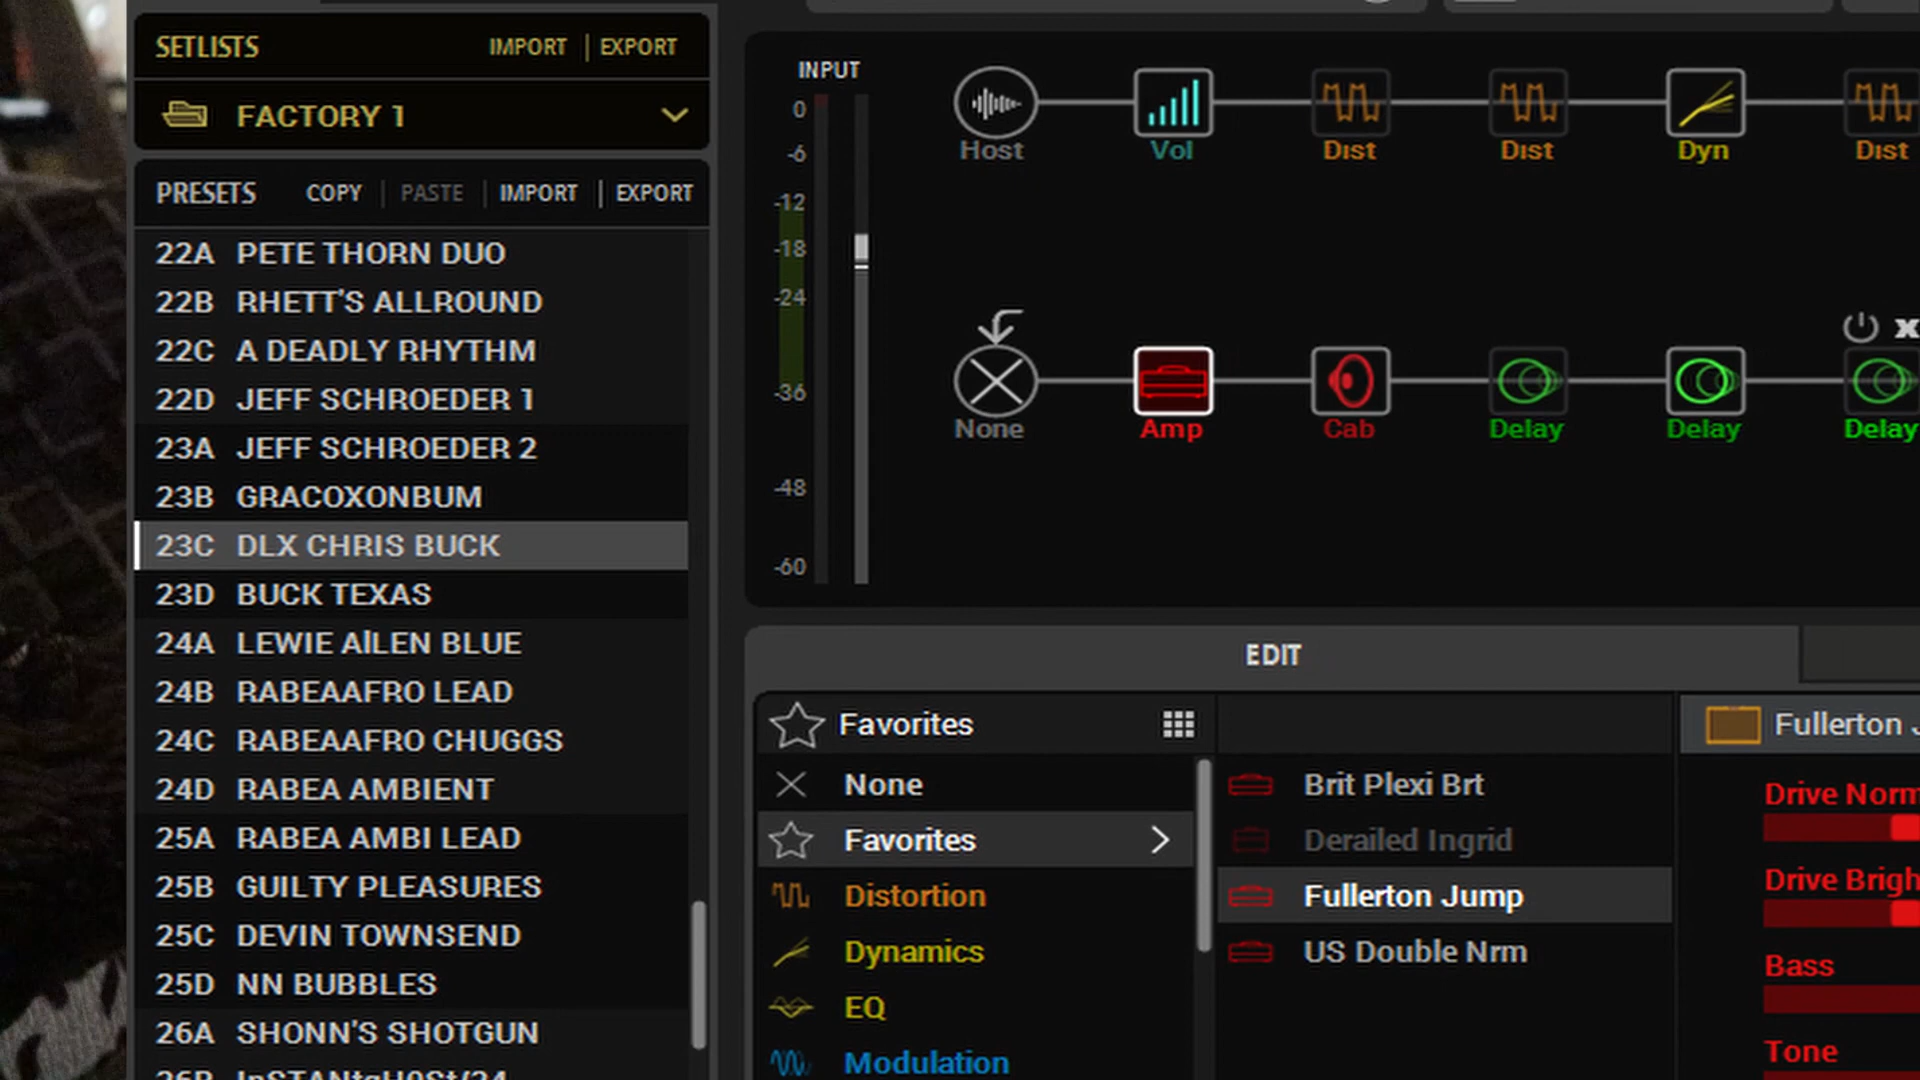 SETLISTS IMPORT | EXPORT
FACTORY 1
PRESETS COPY | PASTE | IMPORT | EXPORT
22A PETE THORN DUO
22B RHETT'S ALLROUND
22C A DEADLY RHYTHM
22D JEFF SCHROEDER 1
23A JEFF SCHROEDER 2
23B GRACOXONBUM
23C DLX CHRIS BUCK
23D BUCK TEXAS
24A LEWIE AlLEN BLUE
24B RABEAAFRO LEAD
24C RABEAAFRO CHUGGS
24D RABEA AMBIENT
25A RABEA AMBI LEAD
25B GUILTY PLEASURES
25C DEVIN TOWNSEND
25D NN BUBBLES
26A SHONN'S SHOTGUN
INPUT
0
-6
-12
-18
-24
-36
-48
-60
Host Vol Dist Dist Dyn Dist
None Amp Cab Delay Delay Delay
EDIT
Favorites
None
Favorites
Distortion
Dynamics
EQ
Modulation
Brit Plexi Brt
Derailed Ingrid
Fullerton Jump
US Double Nrm
Fullerton
Drive Norm
Drive Brigh
Bass
Tone